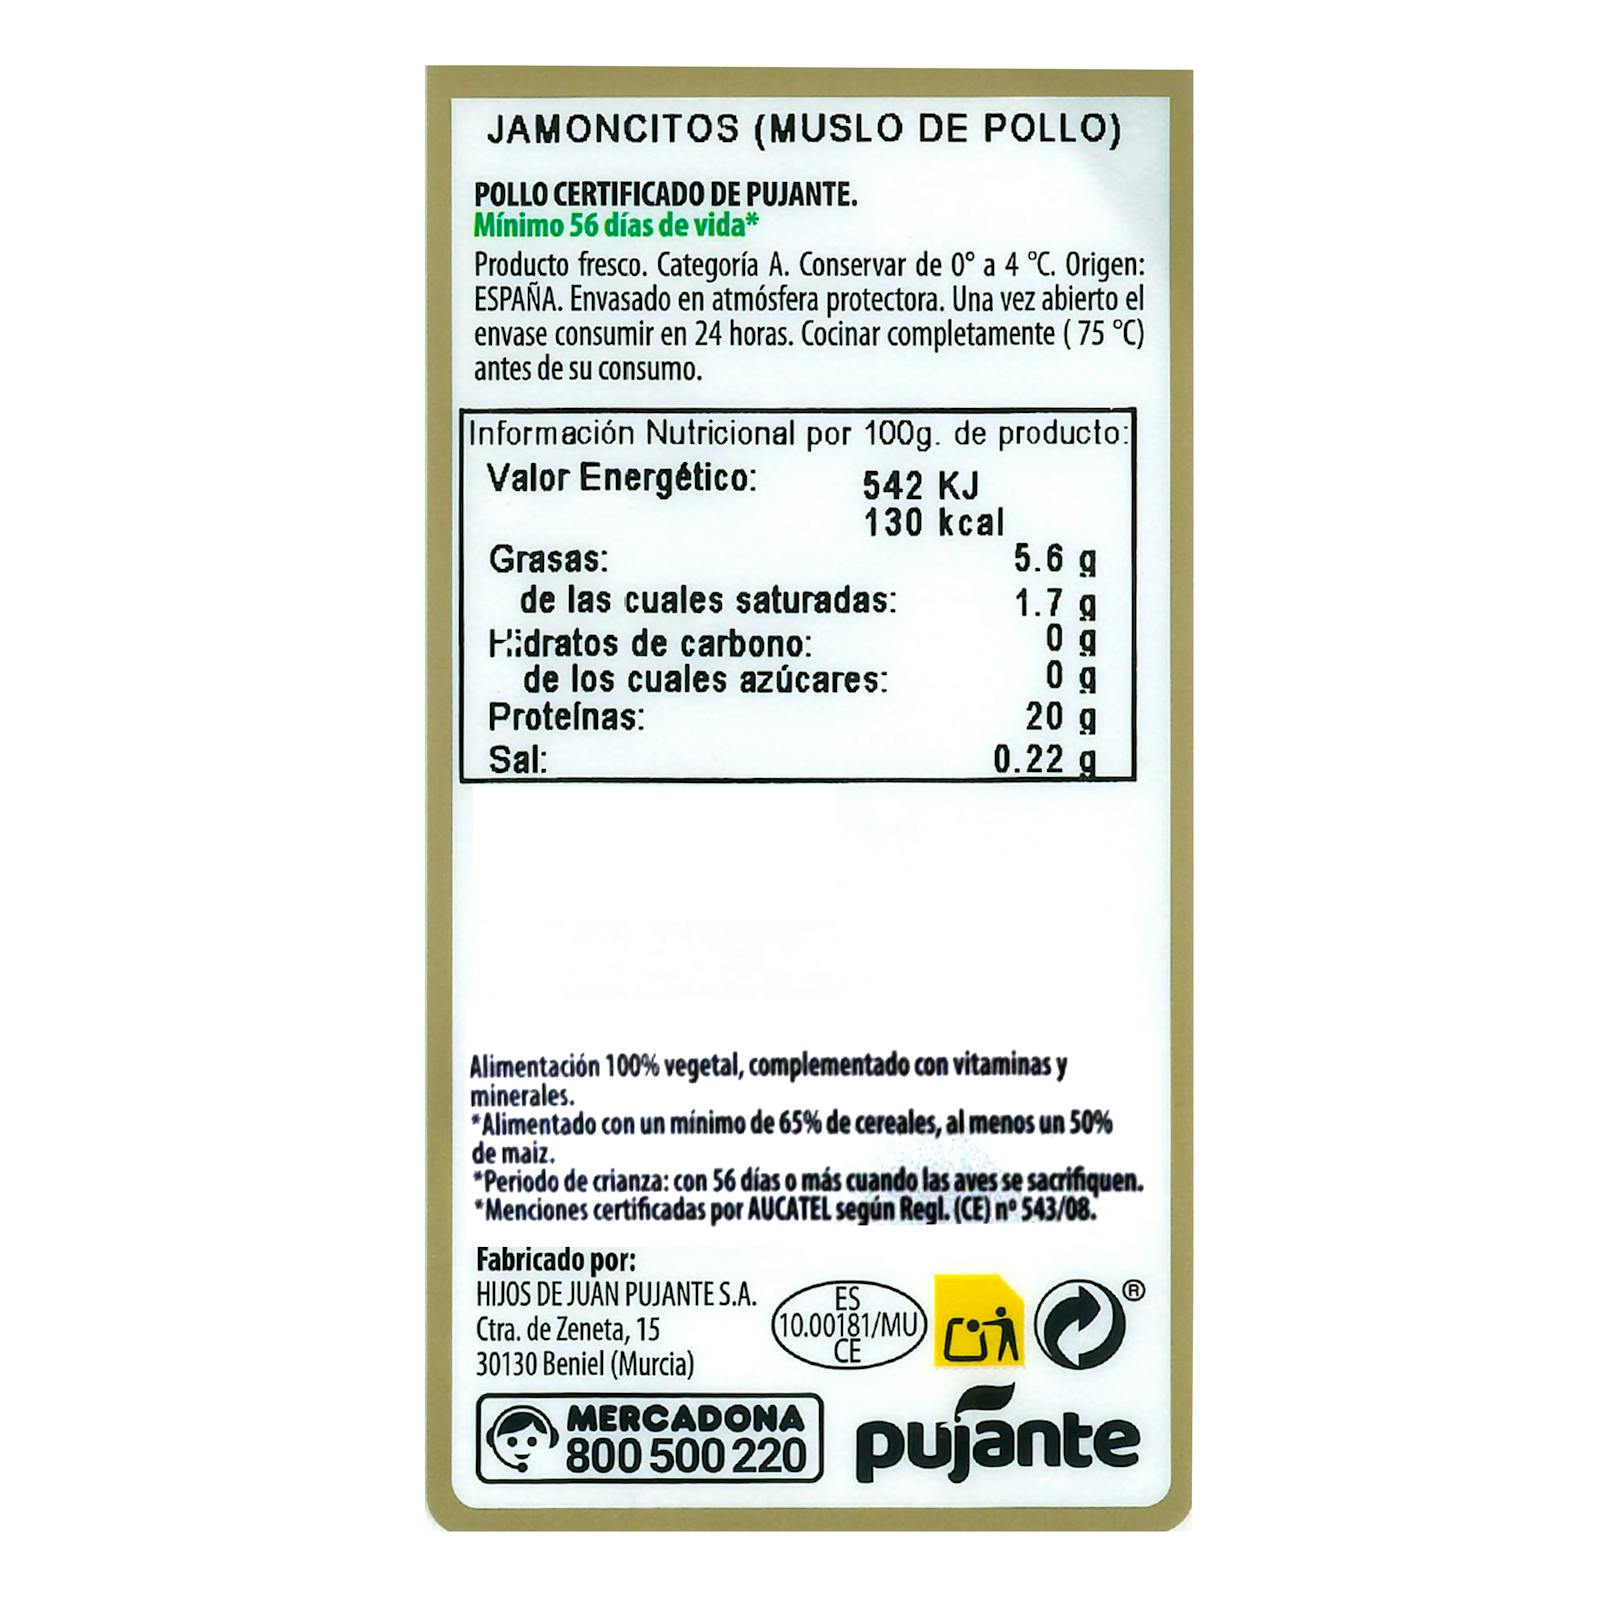 JAMONCITOS (MUSLO DE POLLO)
POLLO CERTIFICADO DE PUJANTE.
Mínimo 56 días de vida*
Producto fresco. Categoría A. Conservar de 0° a 4 °C. Origen:
ESPAÑA. Envasado en atmósfera protectora. Una vez abierto el
envase consumir en 24 horas. Cocinar completamente ( 75 °C)
antes de su consumo.
Información Nutricional por 100g. de producto:
Valor Energético: 542 KJ
130 kcal
Grasas: 5.6 g
de las cuales saturadas: 1.7 g
Hidratos de carbono: 0 g
de los cuales azúcares: 0 g
Proteínas: 20 g
Sal: 0.22 g
Alimentación 100% vegetal, complementado con vitaminas y
minerales.
*Alimentado con un mínimo de 65% de cereales, al menos un 50%
de maiz.
*Periodo de crianza: con 56 días o más cuando las aves se sacrifiquen.
*Menciones certificadas por AUCATEL según Regl. (CE) nº 543/08.
Fabricado por:
HIJOS DE JUAN PUJANTE S.A.
Ctra. de Zeneta, 15
30130 Beniel (Murcia)
ES
10.00181/MU
CE
®
MERCADONA
800 500 220
pujante